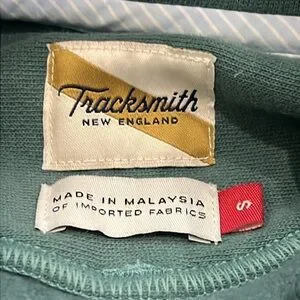 Tracksmith
NEW ENGLAND
MADE IN MALAYSIA
OF IMPORTED FABRICS
S